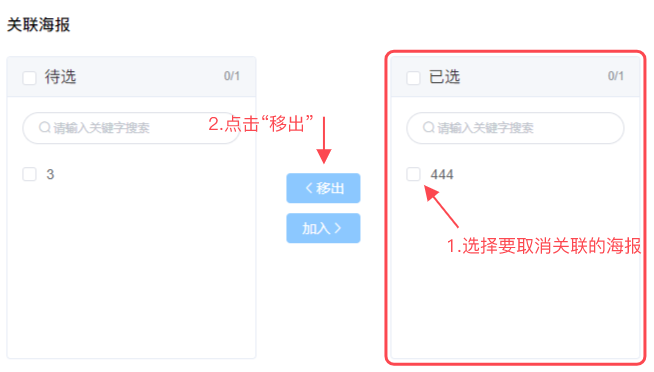 关联海报
待选 0/1
已选 0/1
请输入关键字搜索
2.点击“移出”
请输入关键字搜索
3
444
< 移出
加入 >
1.选择要取消关联的海报